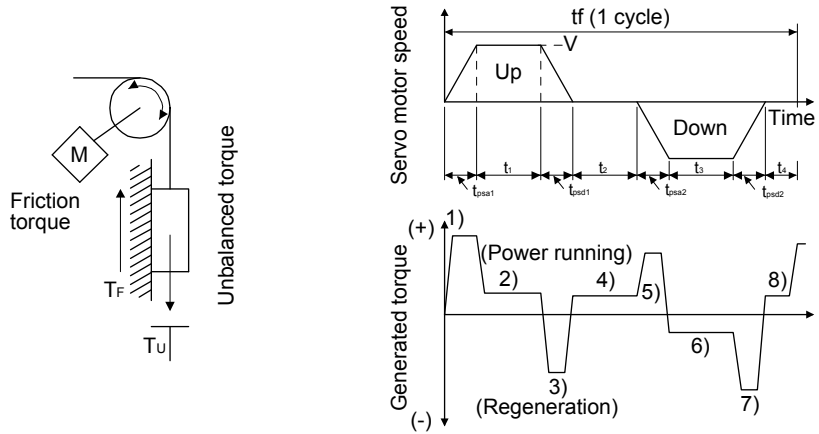 M
Friction
torque
TF
TU
Unbalanced torque
Servo motor speed
tf (1 cycle)
V
Up
Down
Time
tpsa1
t1
tpsd1
t2
tpsa2
t3
tpsd2
t4
Generated torque
(+)
(-)
1)
(Power running)
2)
3)
(Regeneration)
4)
5)
6)
7)
8)